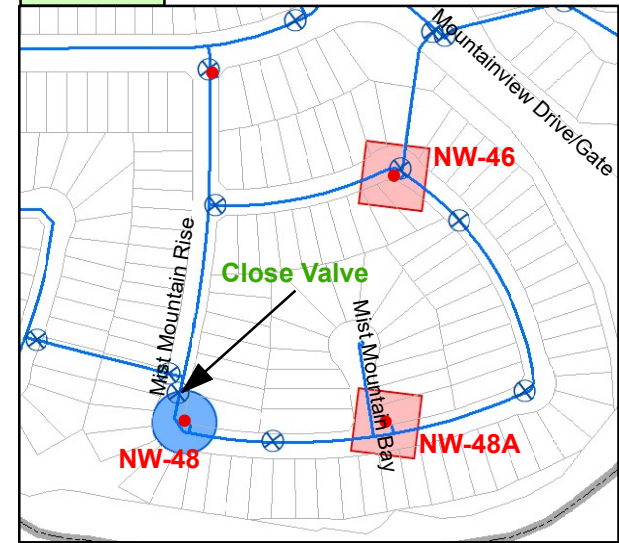 Mountainview Drive/Gate
NW-46
Mist Mountain Rise
Close Valve
Mist Mountain Bay
NW-48
NW-48A